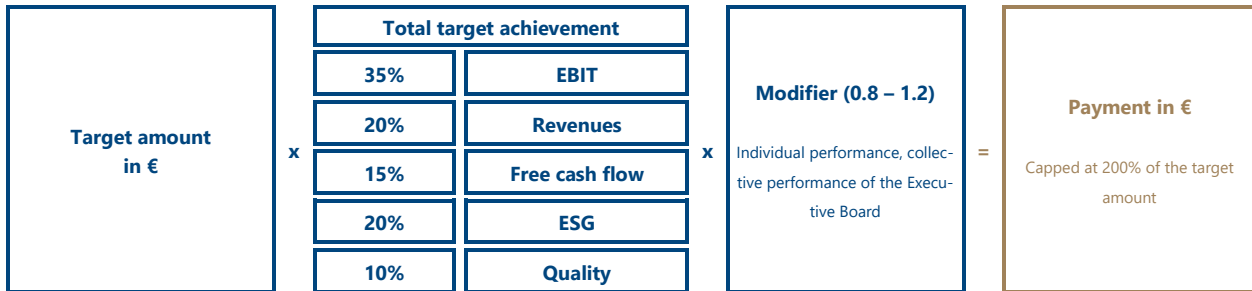 Target amount
in €
x
Total target achievement
35% EBIT
20% Revenues
15% Free cash flow
20% ESG
10% Quality
x
Modifier (0.8 – 1.2)
Individual performance, collec-
tive performance of the Execu-
tive Board
=
Payment in €
Capped at 200% of the target
amount